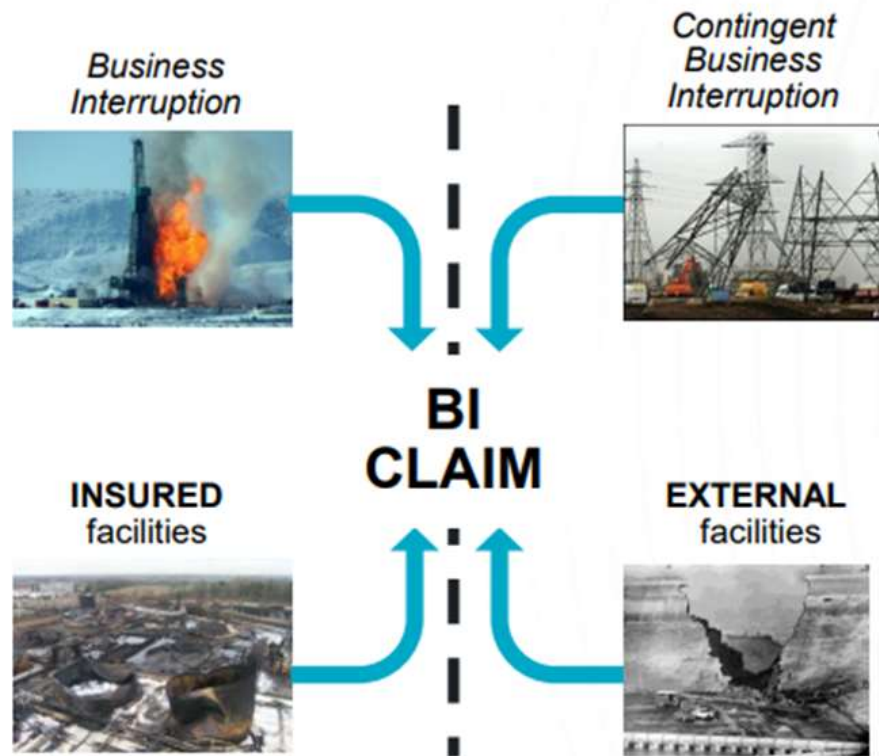 Business
Interruption
Contingent
Business
Interruption
BI
CLAIM
INSURED
facilities
EXTERNAL
facilities